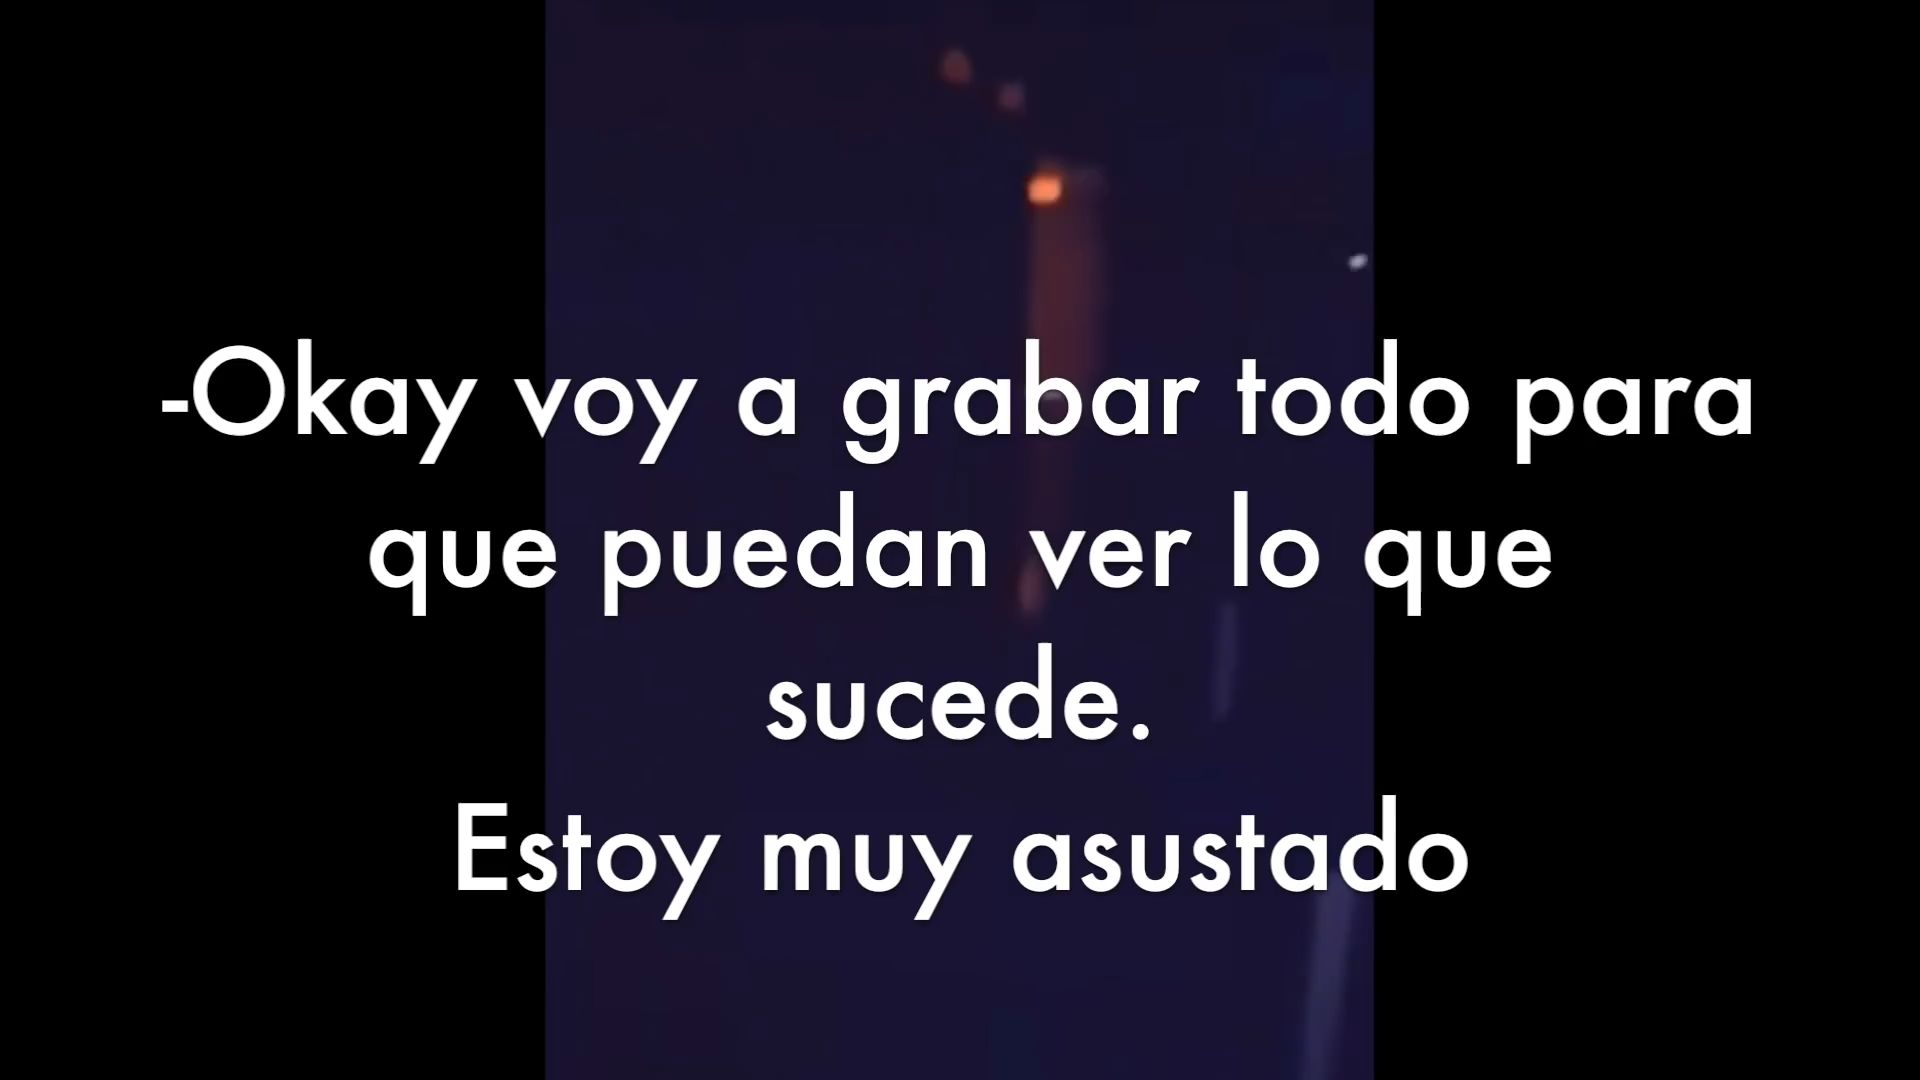 -Okay voy a grabar todo para
que puedan ver lo que
sucede.
Estoy muy asustado